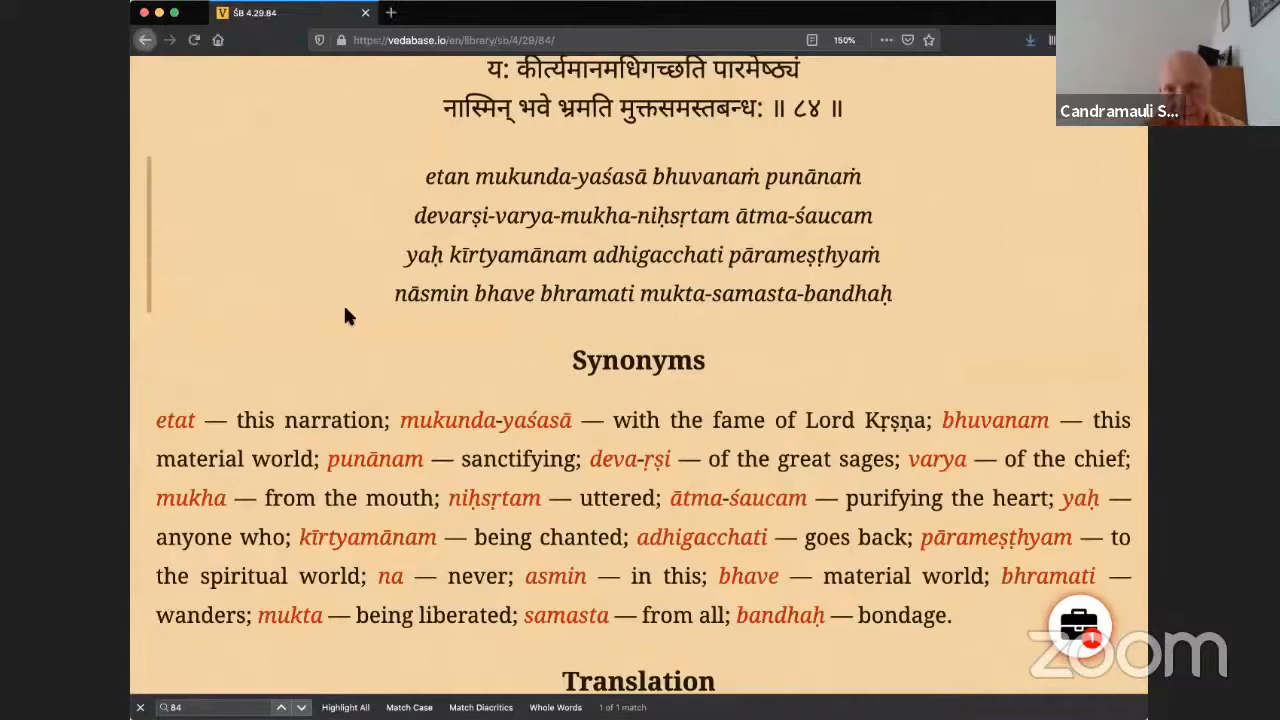 ŚB 4.29.84
https://vedabase.io/en/library/sb/4/29/84/
150%
Candramauli S...
यः कीर्त्यमानमधिगच्छति पारमेष्ठ्यं
नास्मिन् भवे भ्रमति मुक्तसमस्तबन्धः ॥ ८४ ॥
etan mukunda-yaśasā bhuvanaṁ punānaṁ
devarṣi-varya-mukha-niḥsṛtam ātma-śaucam
yaḥ kīrtyamānam adhigacchati pārameṣṭhyaṁ
nāsmin bhave bhramati mukta-samasta-bandhaḥ
Synonyms
etat — this narration; mukunda-yaśasā — with the fame of Lord Kṛṣṇa; bhuvanam — this
material world; punānam — sanctifying; deva-ṛṣi — of the great sages; varya — of the chief;
mukha — from the mouth; niḥsṛtam — uttered; ātma-śaucam — purifying the heart; yaḥ —
anyone who; kīrtyamānam — being chanted; adhigacchati — goes back; pārameṣṭhyam — to
the spiritual world; na — never; asmin — in this; bhave — material world; bhramati —
wanders; mukta — being liberated; samasta — from all; bandhaḥ — bondage.
1
zoom
Translation
84 Highlight All Match Case Match Diacritics Whole Words 1 of 1 match